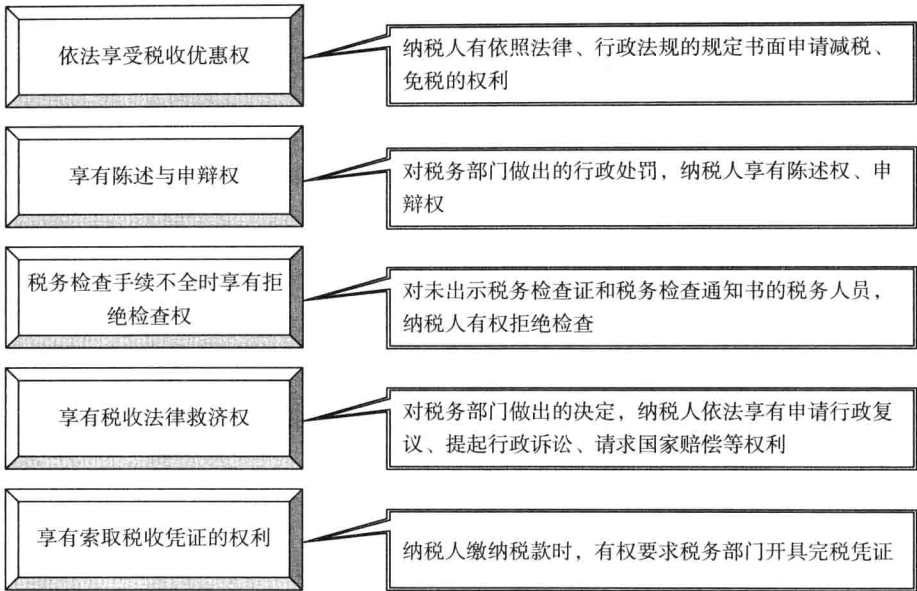 依法享受税收优惠权
纳税人有依照法律、行政法规的规定书面申请减税、
免税的权利
享有陈述与申辩权
对税务部门做出的行政处罚，纳税人享有陈述权、申
辩权
税务检查手续不全时享有拒
绝检查权
对未出示税务检查证和税务检查通知书的税务人员，
纳税人有权拒绝检查
享有税收法律救济权
对税务部门做出的决定，纳税人依法享有申请行政复
议、提起行政诉讼、请求国家赔偿等权利
享有索取税收凭证的权利
纳税人缴纳税款时，有权要求税务部门开具完税凭证